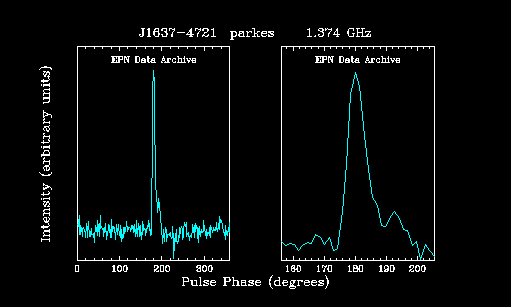 J1637-4721 parkes 1.374 GHz
EPN Data Archive
EPN Data Archive
Intensity (arbitrary units)
0 100 200 300
160 170 180 190 200
Pulse Phase (degrees)